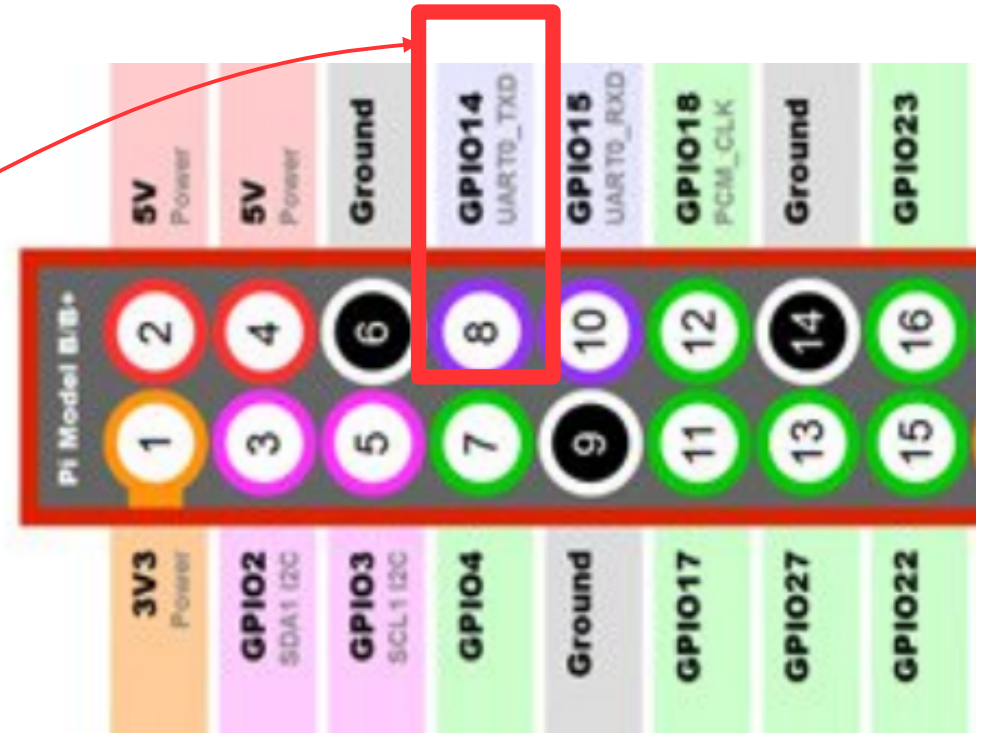 5V
Power
5V
Power
Ground
GPIO14
UART0_TXD
GPIO15
UART0_RXD
GPIO18
PCM_CLK
Ground
GPIO23
Pi Model B/B+
2
4
6
8
10
12
14
16
1
3
5
7
9
11
13
15
3V3
Power
GPIO2
SDA1 I2C
GPIO3
SCL1 I2C
GPIO4
Ground
GPIO17
GPIO27
GPIO22